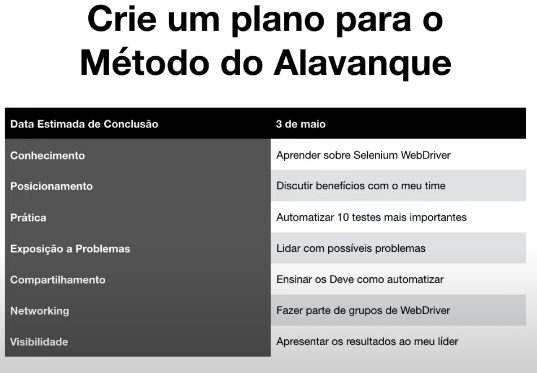 Crie um plano para o
Método do Alavanque
Data Estimada de Conclusão 3 de maio
Conhecimento Aprender sobre Selenium WebDriver
Posicionamento Discutir benefícios com o meu time
Prática Automatizar 10 testes mais importantes
Exposição a Problemas Lidar com possíveis problemas
Compartilhamento Ensinar os Deve como automatizar
Networking Fazer parte de grupos de WebDriver
Visibilidade Apresentar os resultados ao meu líder